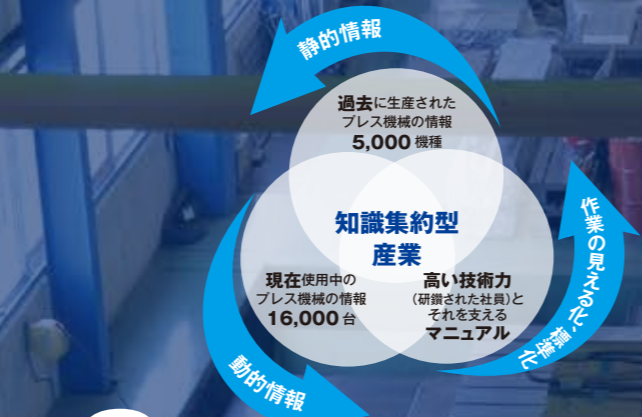 静的情報
過去に生産された
プレス機械の情報
5,000 機種
知識集約型
産業
現在使用中の
プレス機械の情報
16,000 台
高い技術力
（研鑽された社員）と
それを支える
マニュアル
作業の見える化、標準化
動的情報